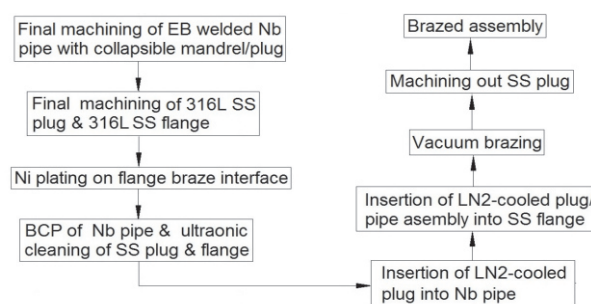 Final machining of EB welded Nb
pipe with collapsible mandrel/plug
Final machining of 316L SS
plug & 316L SS flange
Ni plating on flange braze interface
BCP of Nb pipe & ultraonic
cleaning of SS plug & flange
Insertion of LN2-cooled
plug into Nb pipe
Insertion of LN2-cooled plug/
pipe asembly into SS flange
Vacuum brazing
Machining out SS plug
Brazed assembly